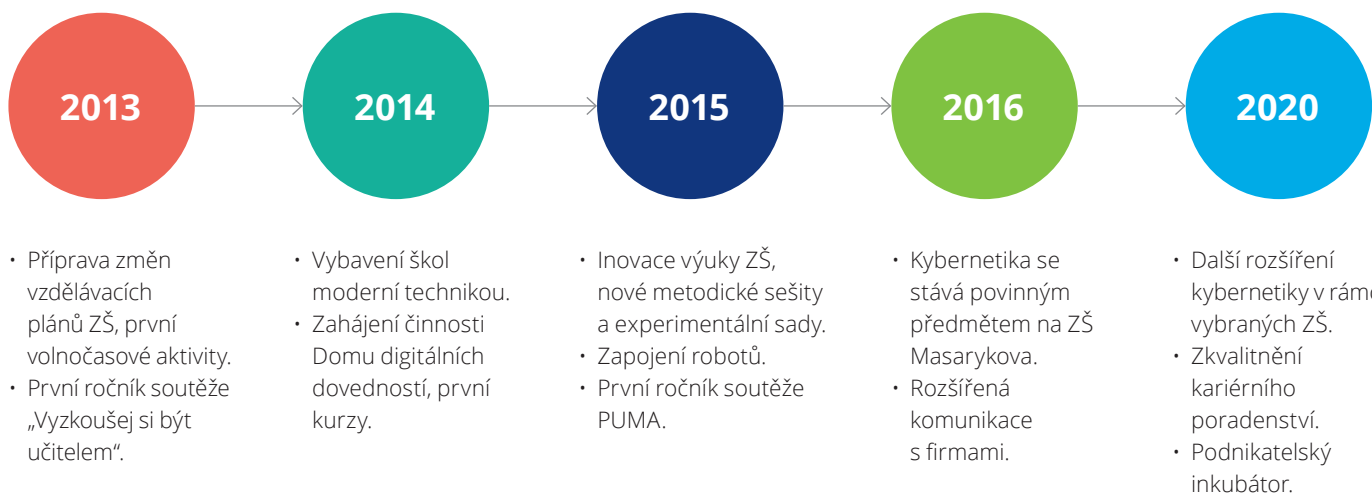 2013
2014
2015
2016
2020
• Příprava změn
vzdělávacích
plánů ZŠ, první
volnočasové aktivity.
• První ročník soutěže
„Vyzkoušej si být
učitelem“.
• Vybavení škol
moderní technikou.
• Zahájení činnosti
Domu digitálních
dovedností, první
kurzy.
• Inovace výuky ZŠ,
nové metodické sešity
a experimentální sady.
• Zapojení robotů.
• První ročník soutěže
PUMA.
• Kybernetika se
stává povinným
předmětem na ZŠ
Masarykova.
• Rozšířená
komunikace
s firmami.
• Další rozšíření
kybernetiky v
vybraných ZŠ.
• Zkvalitnění
kariérního
poradenství.
• Podnikatelský
inkubátor.